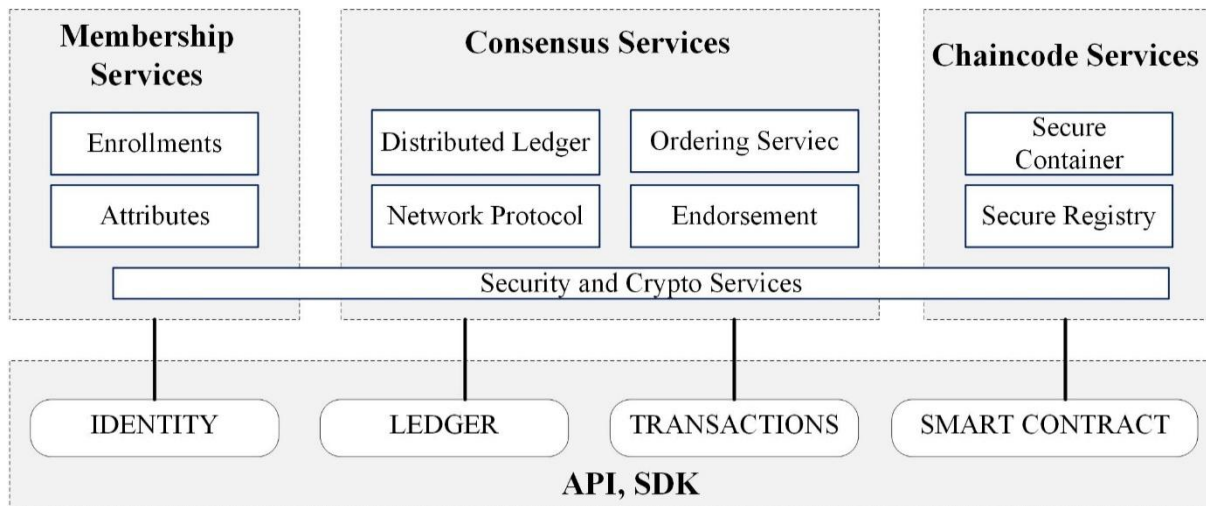 Membership
Services
Consensus Services
Chaincode Services
Enrollments
Attributes
Distributed Ledger
Ordering Serviec
Network Protocol
Endorsement
Secure
Container
Secure Registry
Security and Crypto Services
IDENTITY
LEDGER
TRANSACTIONS
SMART CONTRACT
API, SDK